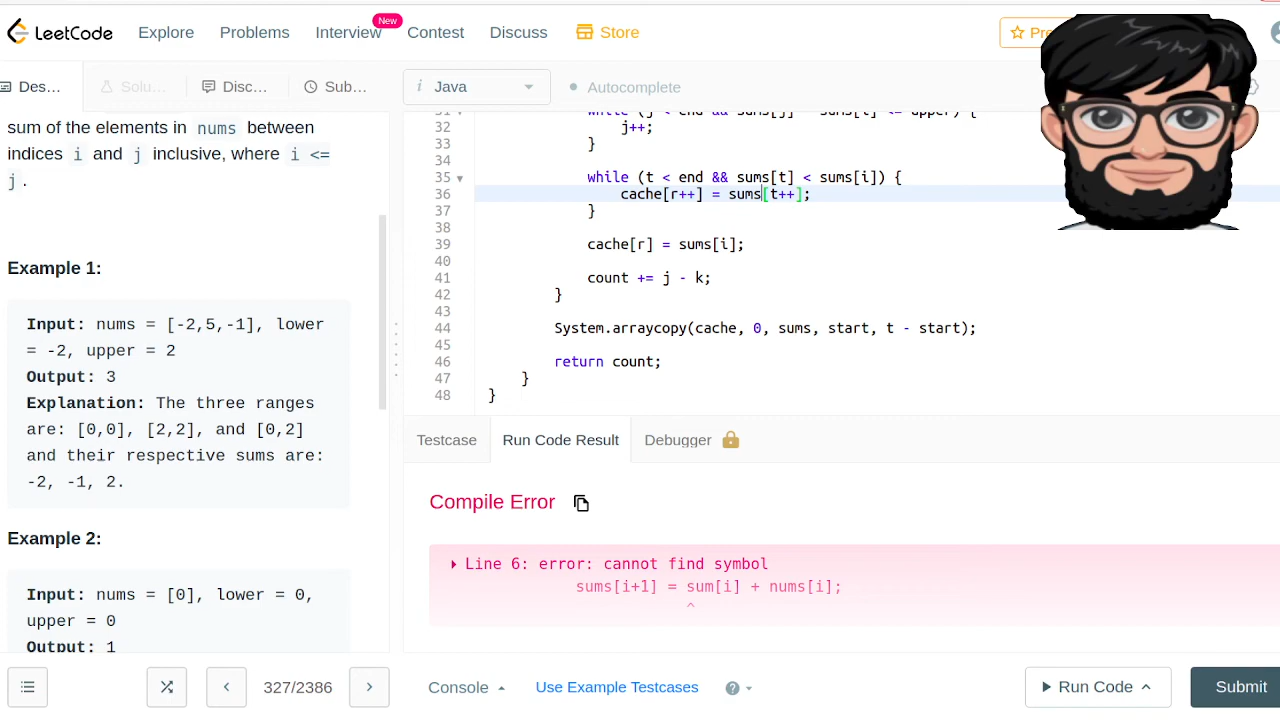 LeetCode Explore Problems Interview New Contest Discuss Store Pre
Des... Solu... Disc... Sub...
i Java Autocomplete
sum of the elements in nums between
indices i and j inclusive, where i <=
j.
Example 1:
Input: nums = [-2,5,-1], lower
= -2, upper = 2
Output: 3
Explanation: The three ranges
are: [0,0], [2,2], and [0,2]
and their respective sums are:
-2, -1, 2.
Example 2:
Input: nums = [0], lower = 0,
upper = 0
Output: 1
32 j++;
33 }
34
35 while (t < end && sums[t] < sums[i]) {
36 cache[r++] = sums[t++];
37 }
38
39 cache[r] = sums[i];
40
41 count += j - k;
42 }
43
44 System.arraycopy(cache, 0, sums, start, t - start);
45
46 return count;
47 }
48 }
Testcase Run Code Result Debugger
Compile Error
Line 6: error: cannot find symbol
sums[i+1] = sum[i] + nums[i];
^
327/2386 Console Use Example Testcases ? Run Code Submit